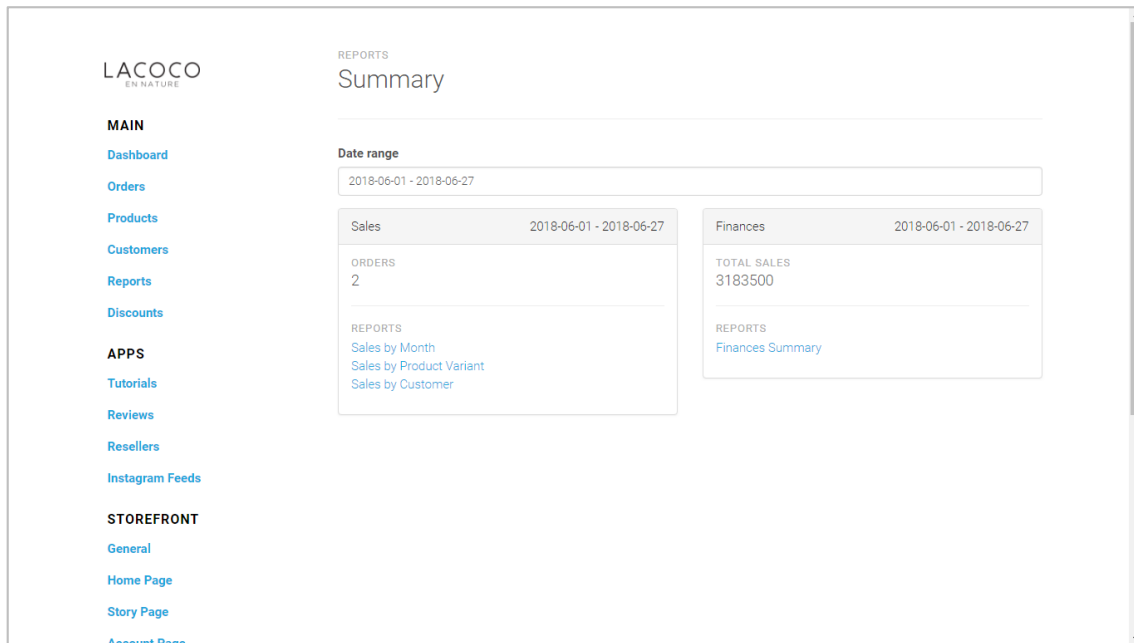 LACOCO
EN NATURE
MAIN
Dashboard
Orders
Products
Customers
Reports
Discounts
APPS
Tutorials
Reviews
Resellers
Instagram Feeds
STOREFRONT
General
Home Page
Story Page
Account Page
REPORTS
Summary
Date range
2018-06-01 - 2018-06-27
Sales 2018-06-01 - 2018-06-27
ORDERS
2
REPORTS
Sales by Month
Sales by Product Variant
Sales by Customer
Finances 2018-06-01 - 2018-06-27
TOTAL SALES
3183500
REPORTS
Finances Summary